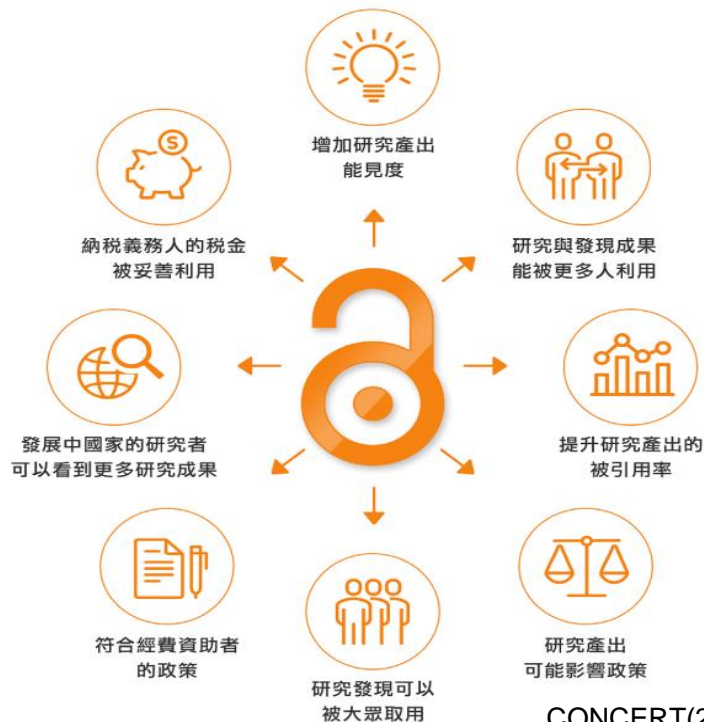 增加研究產出
能見度
研究與發現成果
能被更多人利用
提升研究產出的
被引用率
研究產出
可能影響政策
研究發現可以
被大眾取用
符合經費資助者
的政策
發展中國家的研究者
可以看到更多研究成果
納税義務人的税金
被妥善利用
S
CONCERT(2